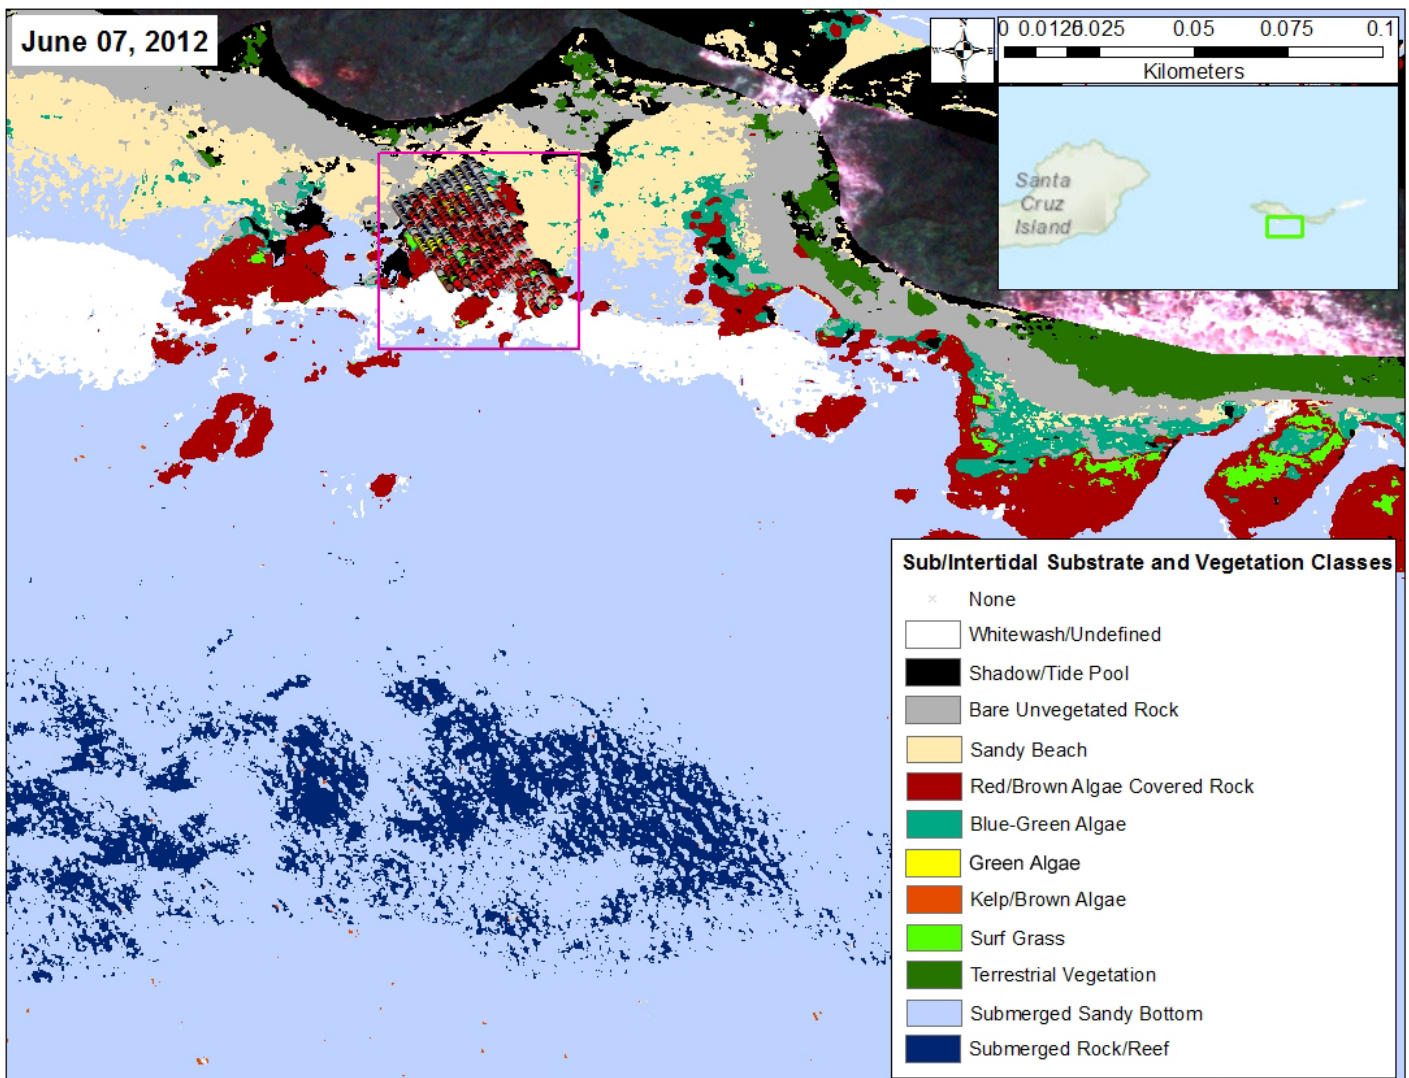 June 07, 2012
N
W E
S
0 0.0125 0.025 0.05 0.075 0.1
Kilometers
Santa
Cruz
Island
Sub/Intertidal Substrate and Vegetation Classes
None
Whitewash/Undefined
Shadow/Tide Pool
Bare Unvegetated Rock
Sandy Beach
Red/Brown Algae Covered Rock
Blue-Green Algae
Green Algae
Kelp/Brown Algae
Surf Grass
Terrestrial Vegetation
Submerged Sandy Bottom
Submerged Rock/Reef